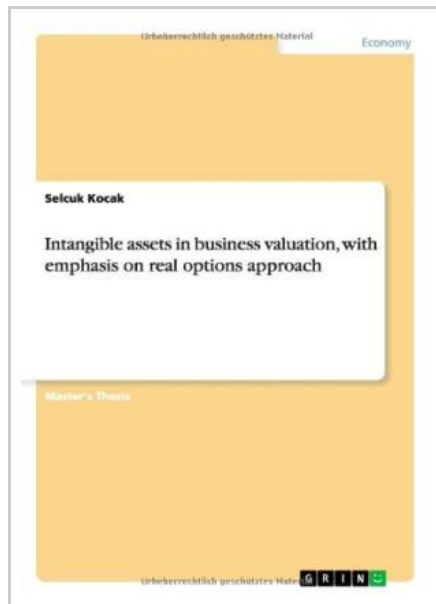 Urheberrechtlich geschütztes Material
Economy
Selcuk Kocak
Intangible assets in business valuation, with
emphasis on real options approach
Master's Thesis
Urheberrechtlich geschütztes
GRIN